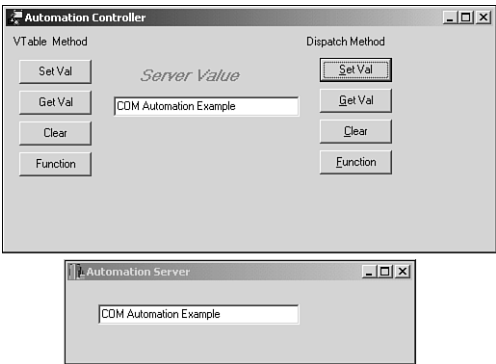 Automation Controller
VTable Method
Dispatch Method
Set Val
Server Value
Set Val
Get Val
COM Automation Example
Get Val
Clear
Clear
Function
Function
Automation Server
COM Automation Example